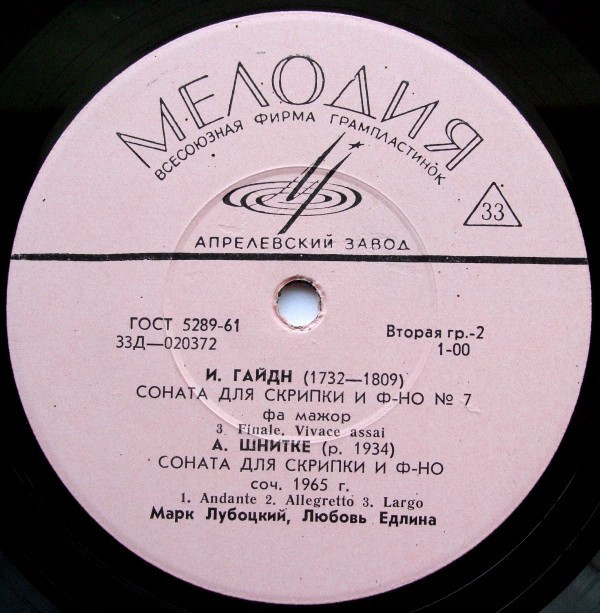 МЕЛОДИЯ
ВСЕСОЮЗНАЯ ФИРМА ГРАМПЛАСТИНОК
33
АПРЕЛЕВСКИЙ ЗАВОД
ГОСТ 5289-61
Вторая гр.-2
33Д—020372
1-00
И. ГАЙДН (1732—1809)
СОНАТА ДЛЯ СКРИПКИ И Ф-НО № 7
фа мажор
3. Finale. Vivace assai
А. ШНИТКЕ (р. 1934)
СОНАТА ДЛЯ СКРИПКИ И Ф-НО
соч. 1965 г.
1. Andante 2. Allegretto 3. Largo
Марк Лубоцкий, Любовь Едлина